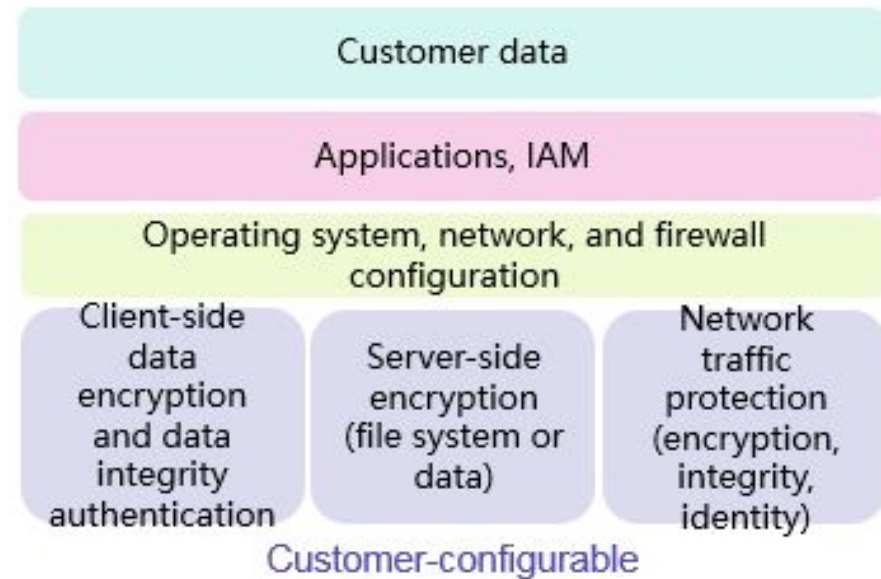 Customer data
Applications, IAM
Operating system, network, and firewall
configuration
Client-side
data
encryption
and data
integrity
authentication
Server-side
encryption
(file system or
data)
Network
traffic
protection
(encryption,
integrity,
identity)
Customer-configurable